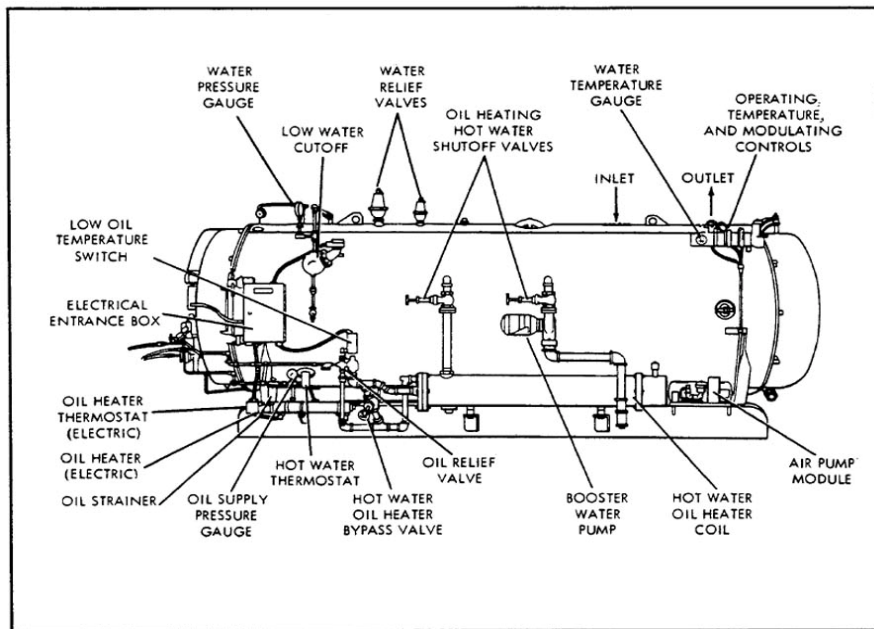 WATER
PRESSURE
GAUGE
WATER
RELIEF
VALVES
WATER
TEMPERATURE
GAUGE
LOW WATER
CUTOFF
OIL HEATING
HOT WATER
SHUTOFF VALVES
OPERATING,
TEMPERATURE,
AND MODULATING
CONTROLS
INLET
OUTLET
LOW OIL
TEMPERATURE
SWITCH
ELECTRICAL
ENTRANCE BOX
OIL HEATER
THERMOSTAT
(ELECTRIC)
OIL HEATER
(ELECTRIC)
OIL STRAINER
OIL SUPPLY
PRESSURE
GAUGE
HOT WATER
THERMOSTAT
HOT WATER
OIL HEATER
BYPASS VALVE
OIL RELIEF
VALVE
BOOSTER
WATER
PUMP
HOT WATER
OIL HEATER
COIL
AIR PUMP
MODULE